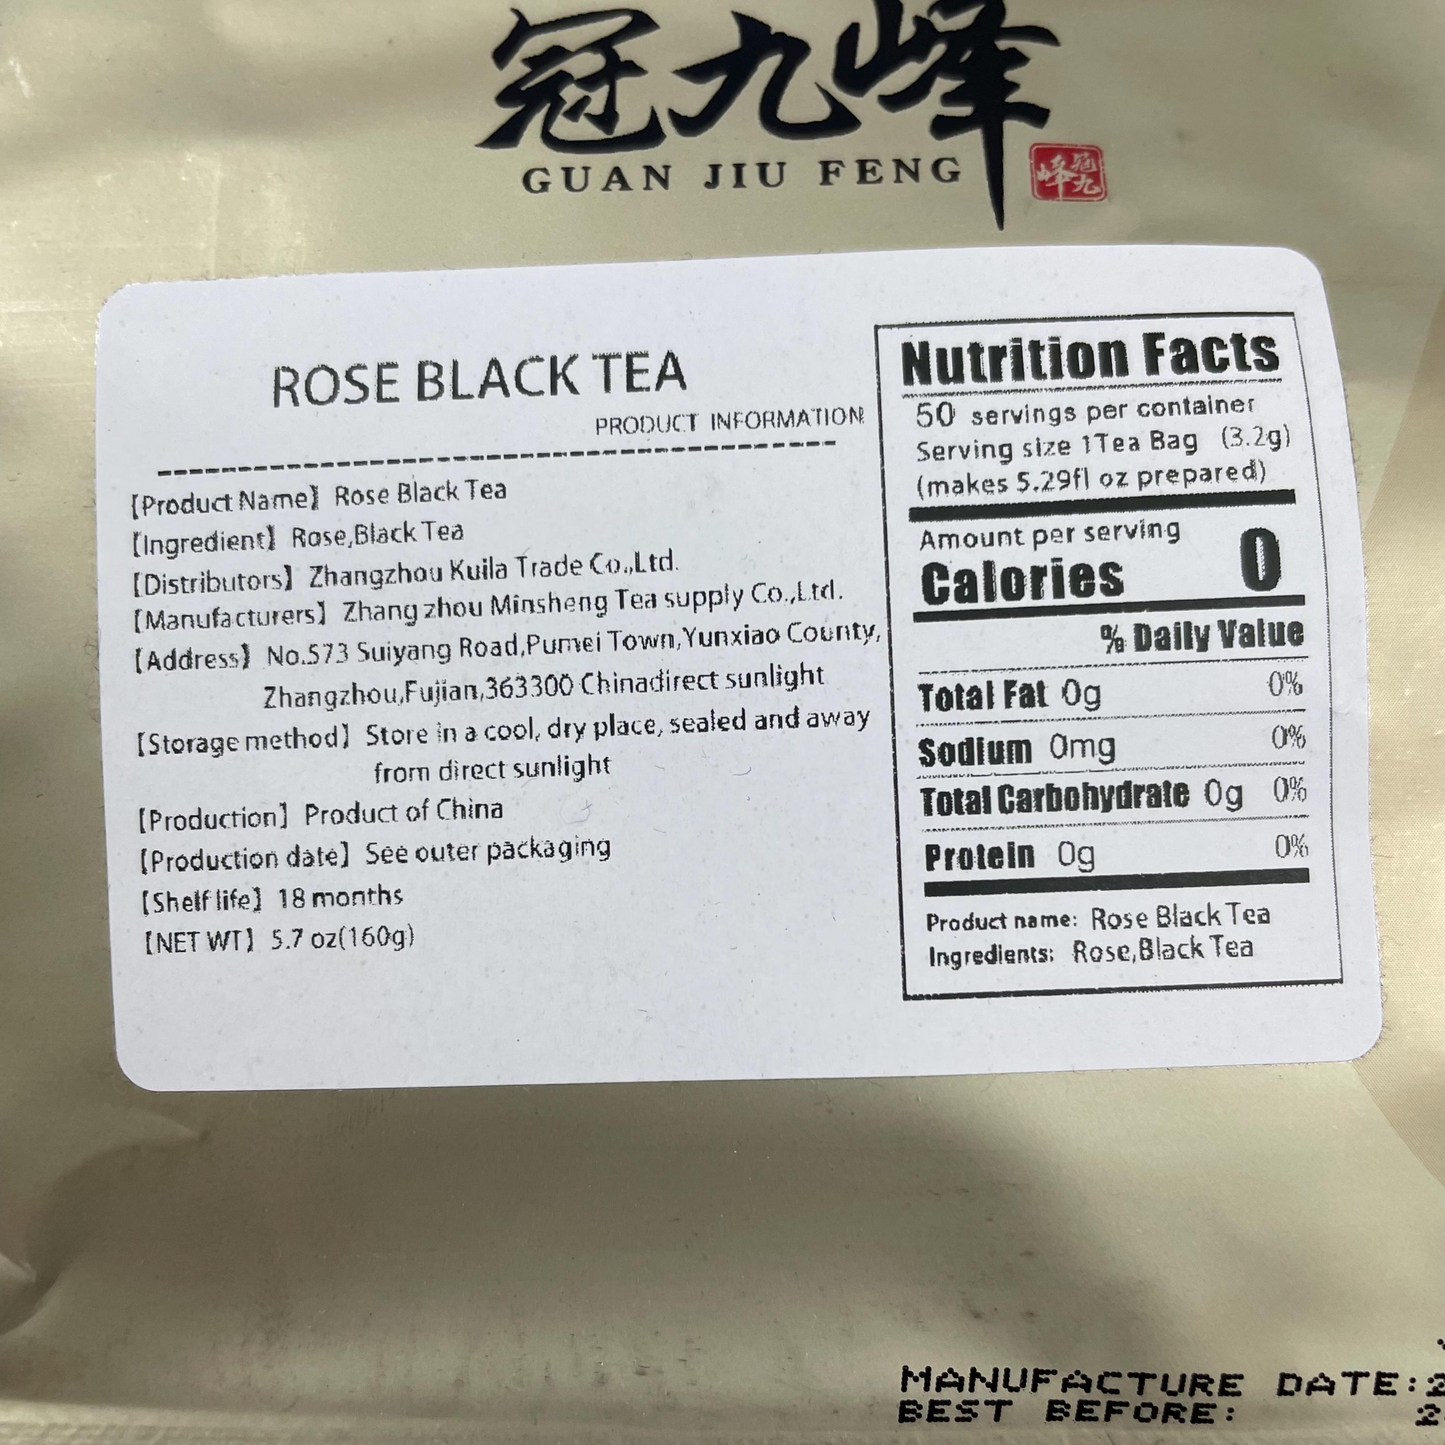 冠九峰
GUAN JIU FENG
冠九峰
ROSE BLACK TEA
PRODUCT INFORMATION
【Product Name】 Rose Black Tea
【Ingredient】 Rose,Black Tea
【Distributors】 Zhangzhou Kuila Trade Co.,Ltd.
【Manufacturers】 Zhang zhou Minsheng Tea supply Co.,Ltd.
【Address】 No.573 Suiyang Road,Pumei Town,Yunxiao County,
Zhangzhou,Fujian,363300 Chinadirect sunlight
【Storage method】 Store in a cool, dry place, sealed and away
from direct sunlight
【Production】 Product of China
【Production date】 See outer packaging
【Shelf life】 18 months
【NET WT】 5.7 oz(160g)
Nutrition Facts
50 servings per container
Serving size 1Tea Bag (3.2g)
(makes 5.29fl oz prepared)
Amount per serving
Calories 0
% Daily Value
Total Fat 0g 0%
Sodium 0mg 0%
Total Carbohydrate 0g 0%
Protein 0g 0%
Product name: Rose Black Tea
Ingredients: Rose,Black Tea
MANUFACTURE DATE:2
BEST BEFORE: 2